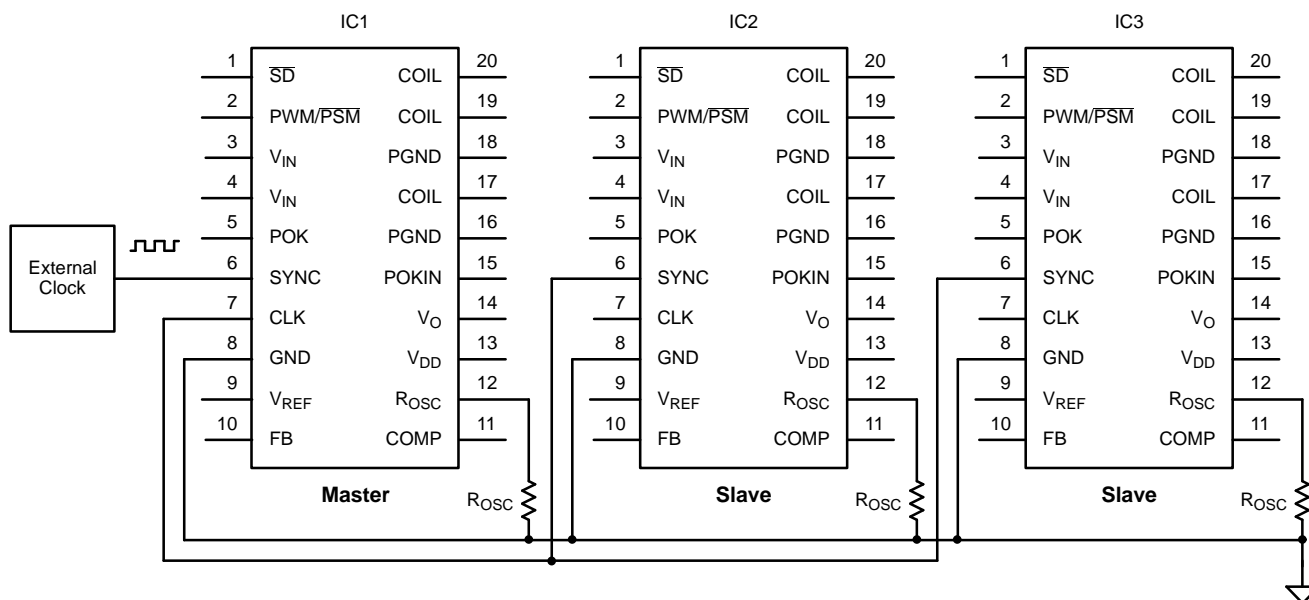 IC1 IC2 IC3
1 SD COIL 20 1 SD COIL 20 1 SD COIL 20
2 PWM/PSM COIL 19 2 PWM/PSM COIL 19 2 PWM/PSM COIL 19
3 VIN PGND 18 3 VIN PGND 18 3 VIN PGND 18
4 VIN COIL 17 4 VIN COIL 17 4 VIN COIL 17
5 POK PGND 16 5 POK PGND 16 5 POK PGND 16
External Clock 6 SYNC POKIN 15 6 SYNC POKIN 15 6 SYNC POKIN 15
7 CLK VO 14 7 CLK VO 14 7 CLK VO 14
8 GND VDD 13 8 GND VDD 13 8 GND VDD 13
9 VREF ROSC 12 9 VREF ROSC 12 9 VREF ROSC 12
10 FB COMP 11 10 FB COMP 11 10 FB COMP 11
Master ROSC Slave ROSC Slave ROSC